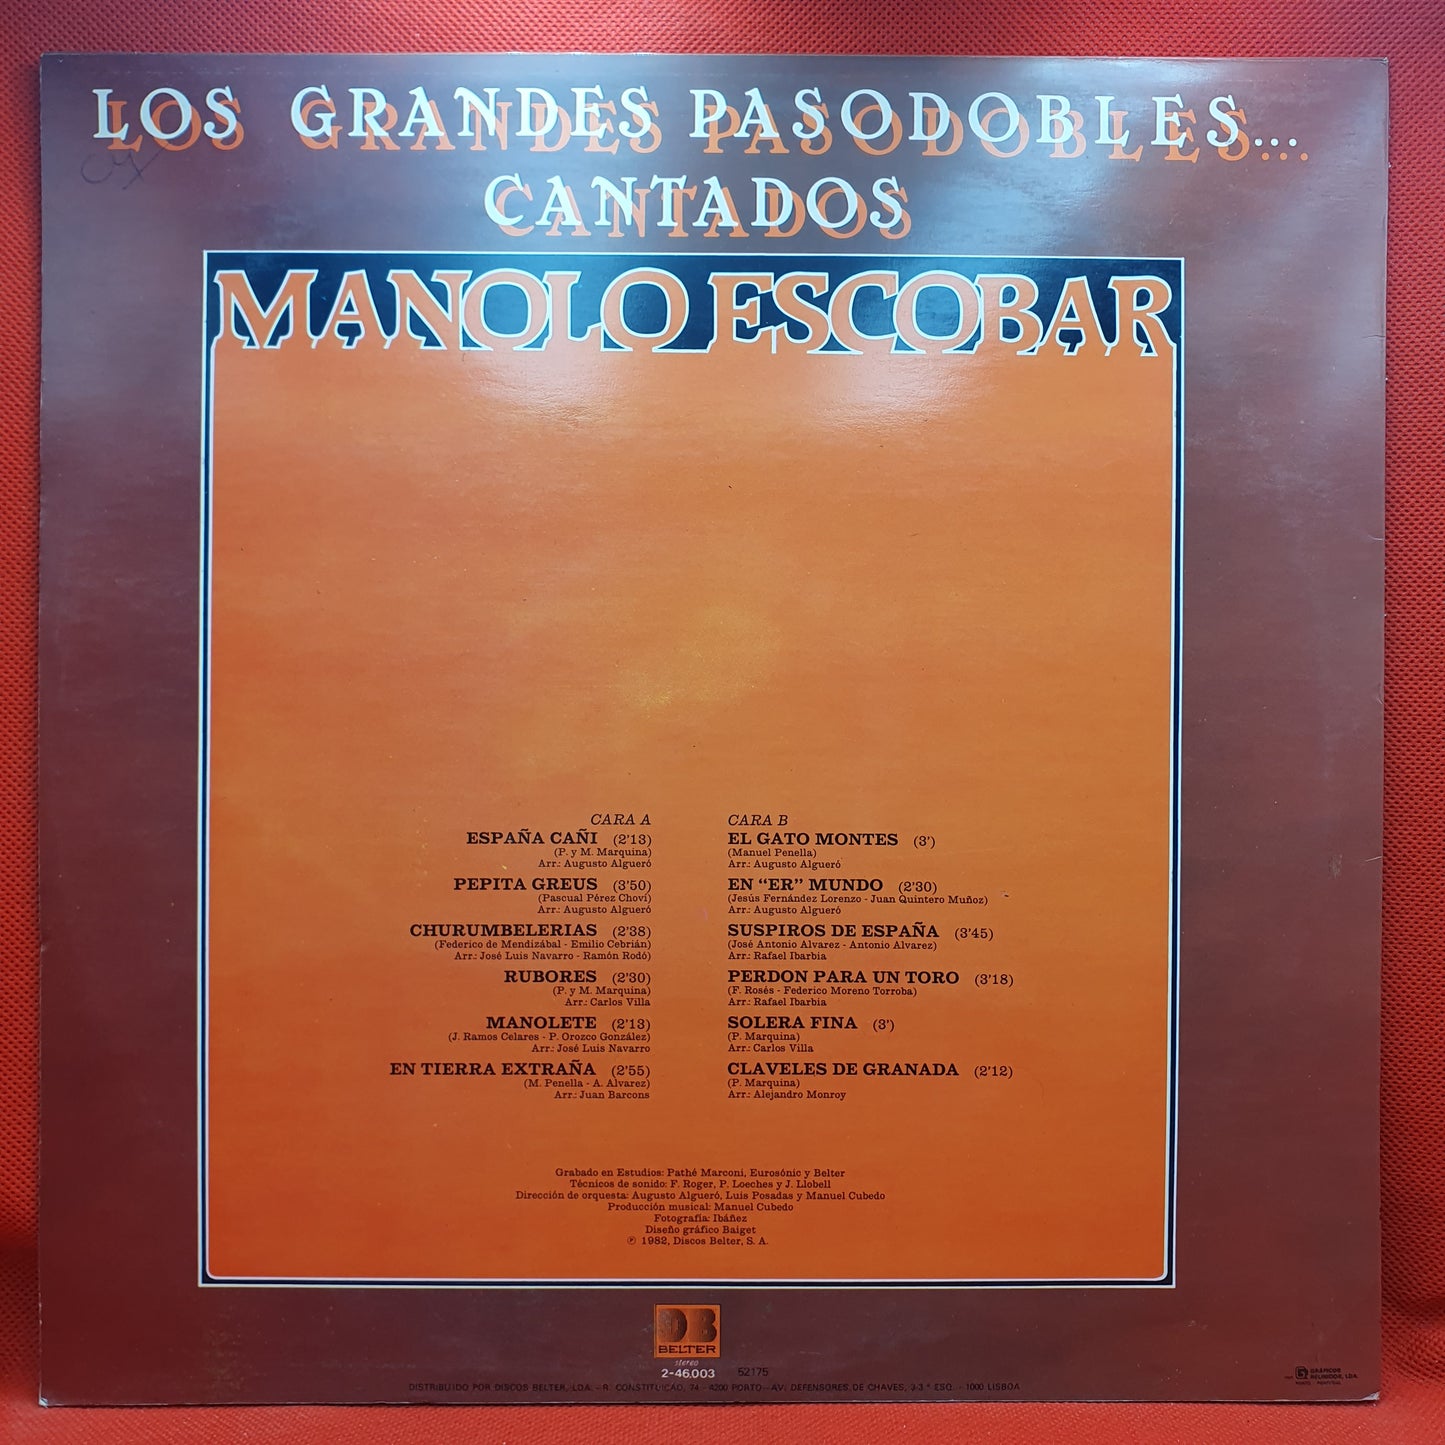 LOS GRANDES PASODOBLES...
CANTADOS
MANOLO ESCOBAR
CARA A
ESPAÑA CAÑI (2'13)
(P. y M. Marquina)
Arr.: Augusto Algueró
PEPITA GREUS (3'50)
(Pascual Pérez Choví)
Arr.: Augusto Algueró
CHURUMBELERIAS (2'38)
(Federico de Mendizábal - Emilio Cebrián)
Arr.: José Luis Navarro - Ramón Rodó)
RUBORES (2'30)
(P. y M. Marquina)
Arr.: Carlos Villa
MANOLETE (2'13)
(J. Ramos Celares - P. Orozco González)
Arr.: José Luis Navarro
EN TIERRA EXTRAÑA (2'55)
(M. Penella - A. Alvarez)
Arr.: Juan Barcons
CARA B
EL GATO MONTES (3')
(Manuel Penella)
Arr.: Augusto Algueró
EN “ER” MUNDO (2'30)
(Jesús Fernández Lorenzo - Juan Quintero Muñoz)
Arr.: Augusto Algueró
SUSPIROS DE ESPAÑA (3'45)
(José Antonio Alvarez - Antonio Alvarez)
Arr.: Rafael Ibarbia
PERDON PARA UN TORO (3'18)
(F. Rosés - Federico Moreno Torroba)
Arr.: Rafael Ibarbia
SOLERA FINA (3')
(P. Marquina)
Arr.: Carlos Villa
CLAVELES DE GRANADA (2'12)
(P. Marquina)
Arr.: Alejandro Monroy
Grabado en Estudios: Pathé Marconi, Eurosónic y Belter
Técnicos de sonido: F. Roger, P. Loeches y J. Llobell
Dirección de orquesta: Augusto Algueró, Luis Posadas y Manuel Cubedo
Producción musical: Manuel Cubedo
Fotografía: Ibáñez
Diseño gráfico Baiget
℗ 1982, Discos Belter, S. A.
DB
BELTER
stereo
2-46.003 52175
DISTRIBUIDO POR DISCOS BELTER, LDA. - R. CONSTITUICAO, 74 - 4200 PORTO - AV. DEFENSORES DE CHAVES, 3-3.º ESQ. - 1000 LISBOA
GRÁFICOS
REUNIDOS, LDA.
PORTO - PORTUGAL